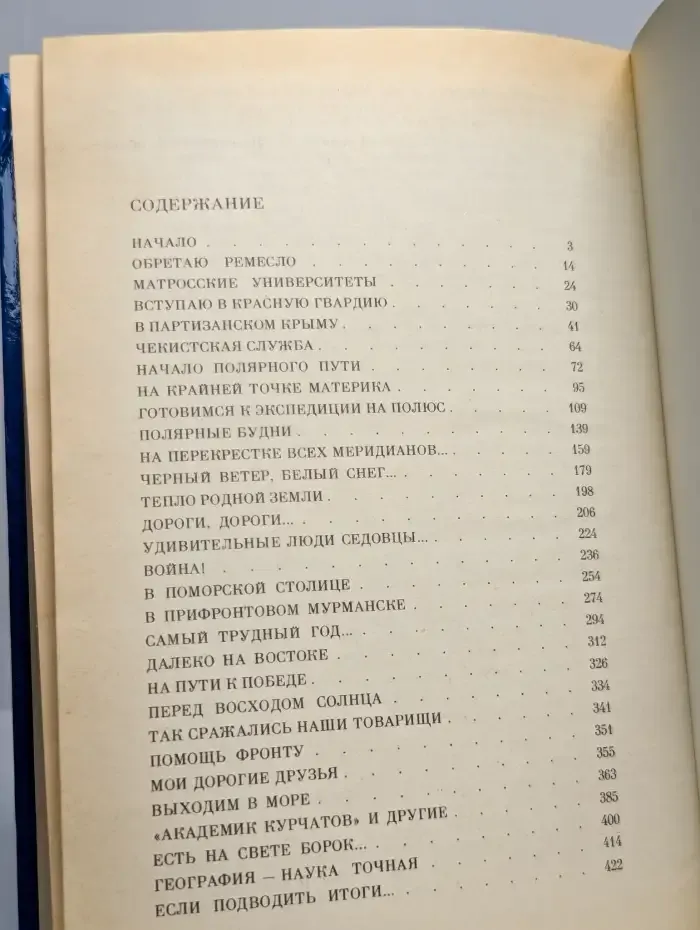 СОДЕРЖАНИЕ
НАЧАЛО . . . . . . . . . . 3
ОБРЕТАЮ РЕМЕСЛО . . . . . . . 14
МАТРОССКИЕ УНИВЕРСИТЕТЫ . . . . . 24
ВСТУПАЮ В КРАСНУЮ ГВАРДИЮ . . . . . 30
В ПАРТИЗАНСКОМ КРЫМУ . . . . . . 41
ЧЕКИСТСКАЯ СЛУЖБА . . . . . . . 64
НАЧАЛО ПОЛЯРНОГО ПУТИ . . . . . . 72
НА КРАЙНЕЙ ТОЧКЕ МАТЕРИКА . . . . . 95
ГОТОВИМСЯ К ЭКСПЕДИЦИИ НА ПОЛЮС . . . . 109
ПОЛЯРНЫЕ БУДНИ . . . . . . . . 139
НА ПЕРЕКРЕСТКЕ ВСЕХ МЕРИДИАНОВ... . . . . 159
ЧЕРНЫЙ ВЕТЕР, БЕЛЫЙ СНЕГ... . . . . . 179
ТЕПЛО РОДНОЙ ЗЕМЛИ . . . . . . . 198
ДОРОГИ, ДОРОГИ... . . . . . . . . 206
УДИВИТЕЛЬНЫЕ ЛЮДИ СЕДОВЦЫ... . . . . 224
ВОЙНА! . . . . . . . . . . 236
В ПОМОРСКОЙ СТОЛИЦЕ . . . . . . 254
В ПРИФРОНТОВОМ МУРМАНСКЕ . . . . . 274
САМЫЙ ТРУДНЫЙ ГОД... . . . . . . 294
ДАЛЕКО НА ВОСТОКЕ . . . . . . . 312
НА ПУТИ К ПОБЕДЕ . . . . . . . 326
ПЕРЕД ВОСХОДОМ СОЛНЦА . . . . . . 334
ТАК СРАЖАЛИСЬ НАШИ ТОВАРИЩИ . . . . 341
ПОМОЩЬ ФРОНТУ . . . . . . . . 351
МОИ ДОРОГИЕ ДРУЗЬЯ . . . . . . . 355
ВЫХОДИМ В МОРЕ . . . . . . . . 363
«АКАДЕМИК КУРЧАТОВ» И ДРУГИЕ . . . . 385
ЕСТЬ НА СВЕТЕ БОРОК... . . . . . . 400
ГЕОГРАФИЯ — НАУКА ТОЧНАЯ . . . . . 414
ЕСЛИ ПОДВОДИТЬ ИТОГИ... . . . . . . 422